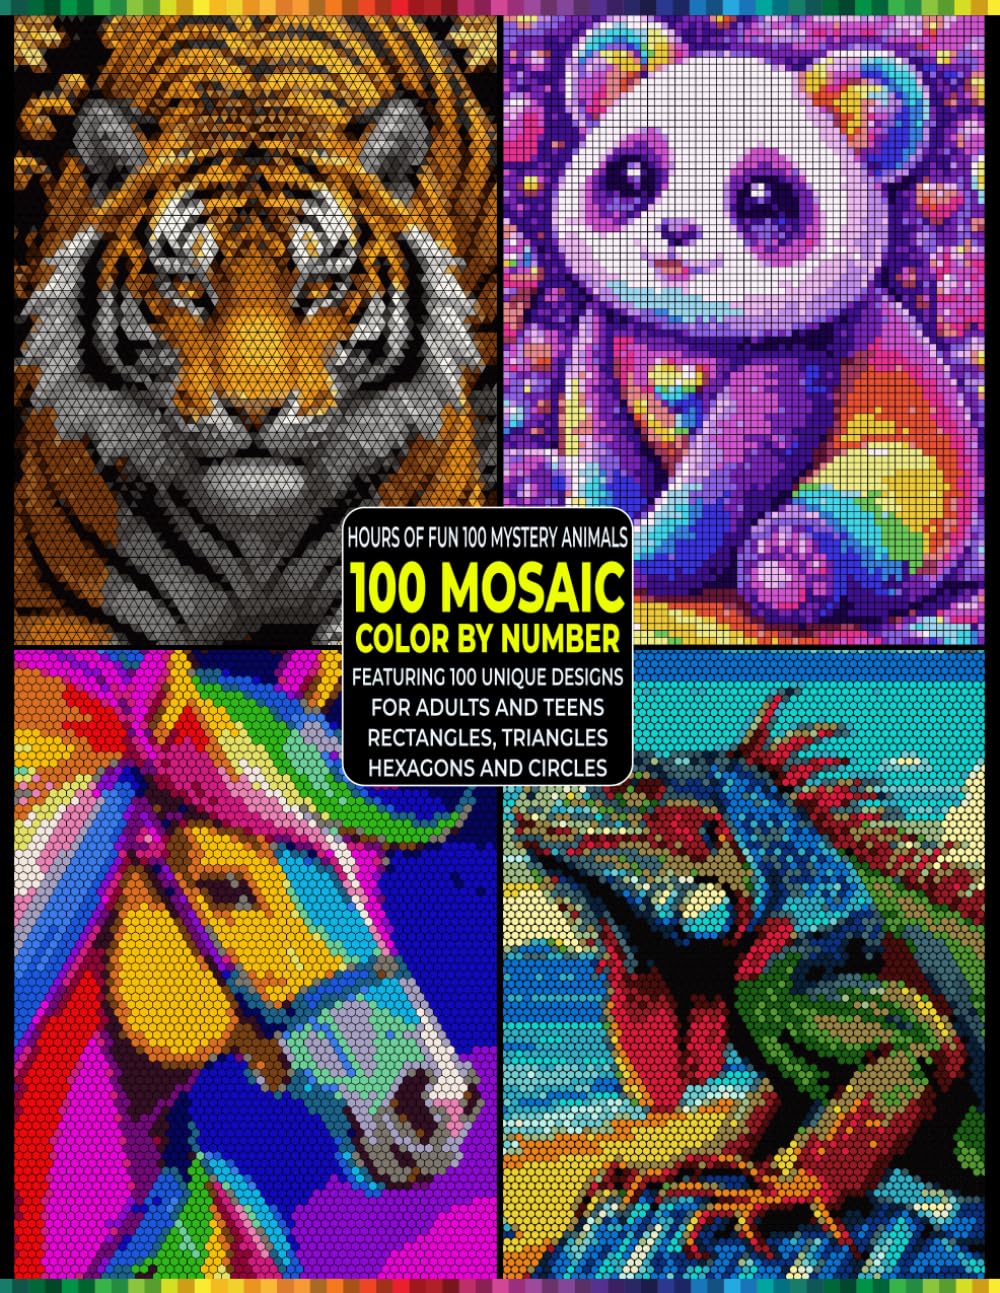 HOURS OF FUN 100 MYSTERY ANIMALS
100 MOSAIC
COLOR BY NUMBER
FEATURING 100 UNIQUE DESIGNS
FOR ADULTS AND TEENS
RECTANGLES, TRIANGLES
HEXAGONS AND CIRCLES